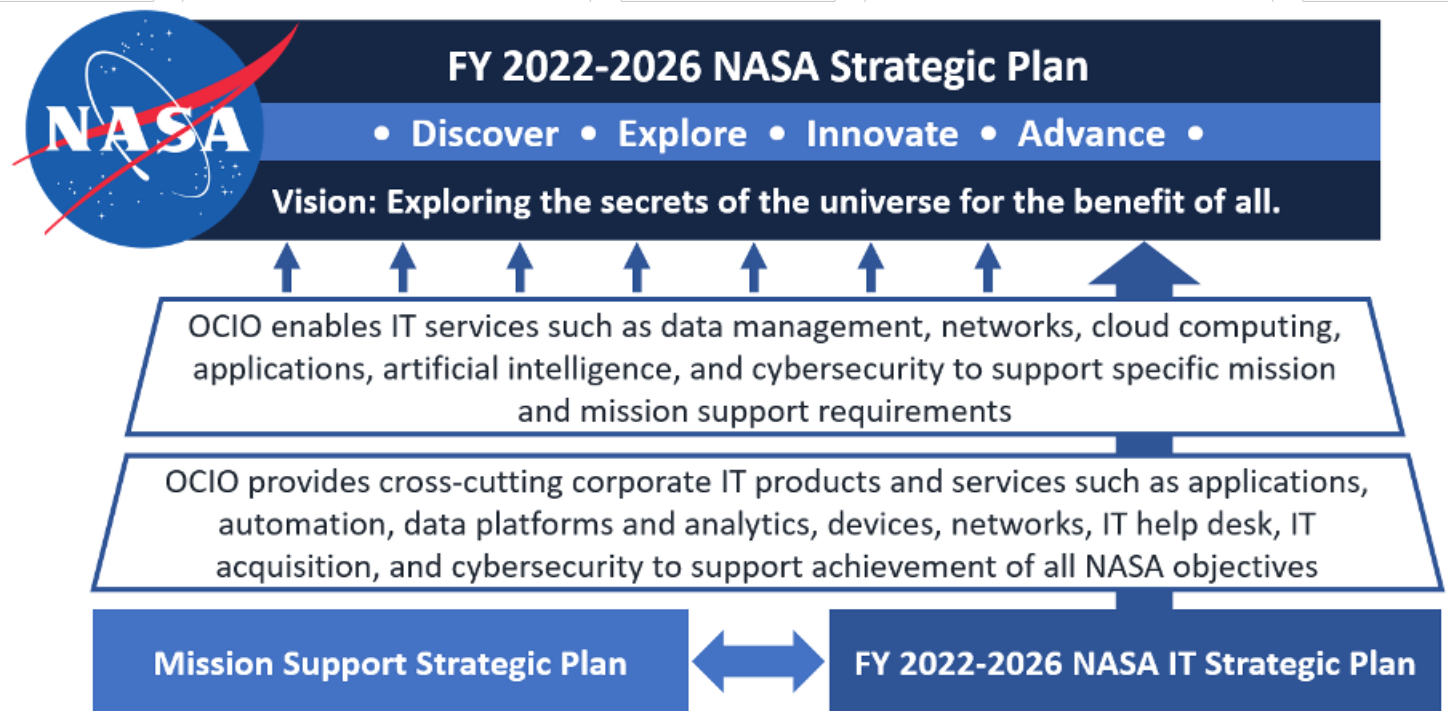 NASA
FY 2022-2026 NASA Strategic Plan
• Discover • Explore • Innovate • Advance •
Vision: Exploring the secrets of the universe for the benefit of all.
OCIO enables IT services such as data management, networks, cloud computing,
applications, artificial intelligence, and cybersecurity to support specific mission
and mission support requirements
OCIO provides cross-cutting corporate IT products and services such as applications,
automation, data platforms and analytics, devices, networks, IT help desk, IT
acquisition, and cybersecurity to support achievement of all NASA objectives
Mission Support Strategic Plan
FY 2022-2026 NASA IT Strategic Plan